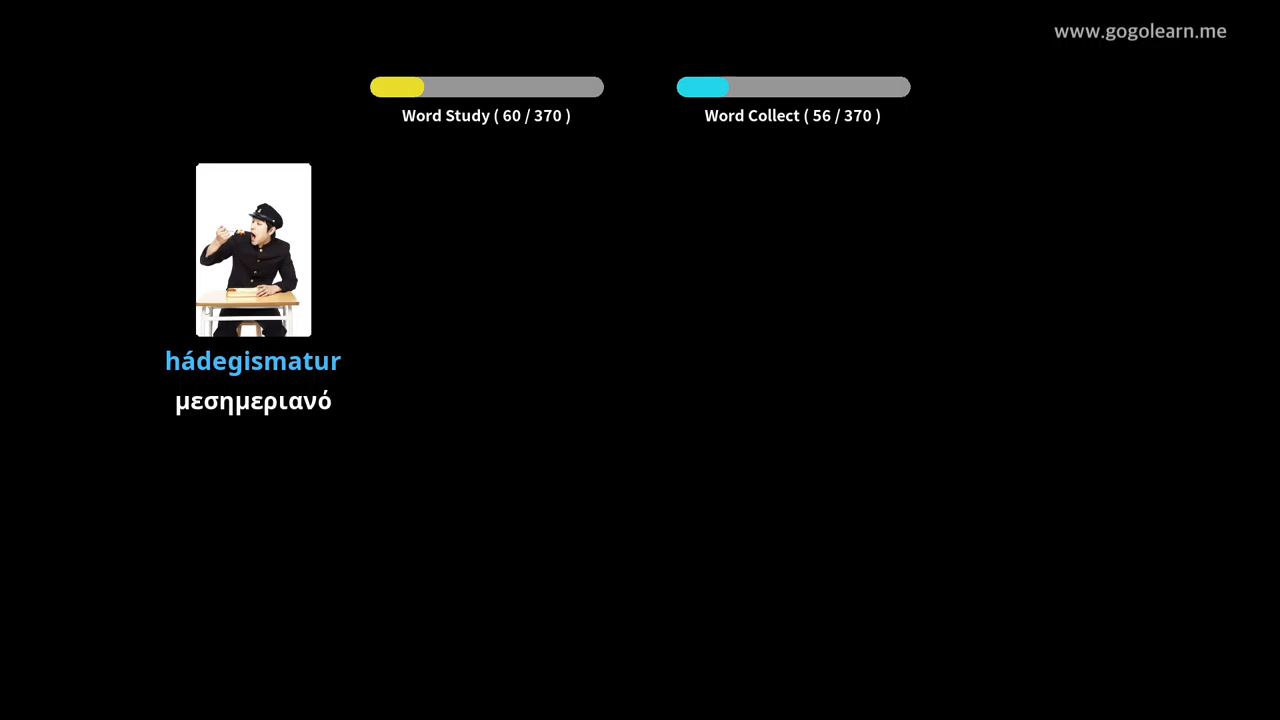 www.gogolearn.me
Word Study ( 60 / 370 )
Word Collect ( 56 / 370 )
hádegismatur
μεσημεριανό